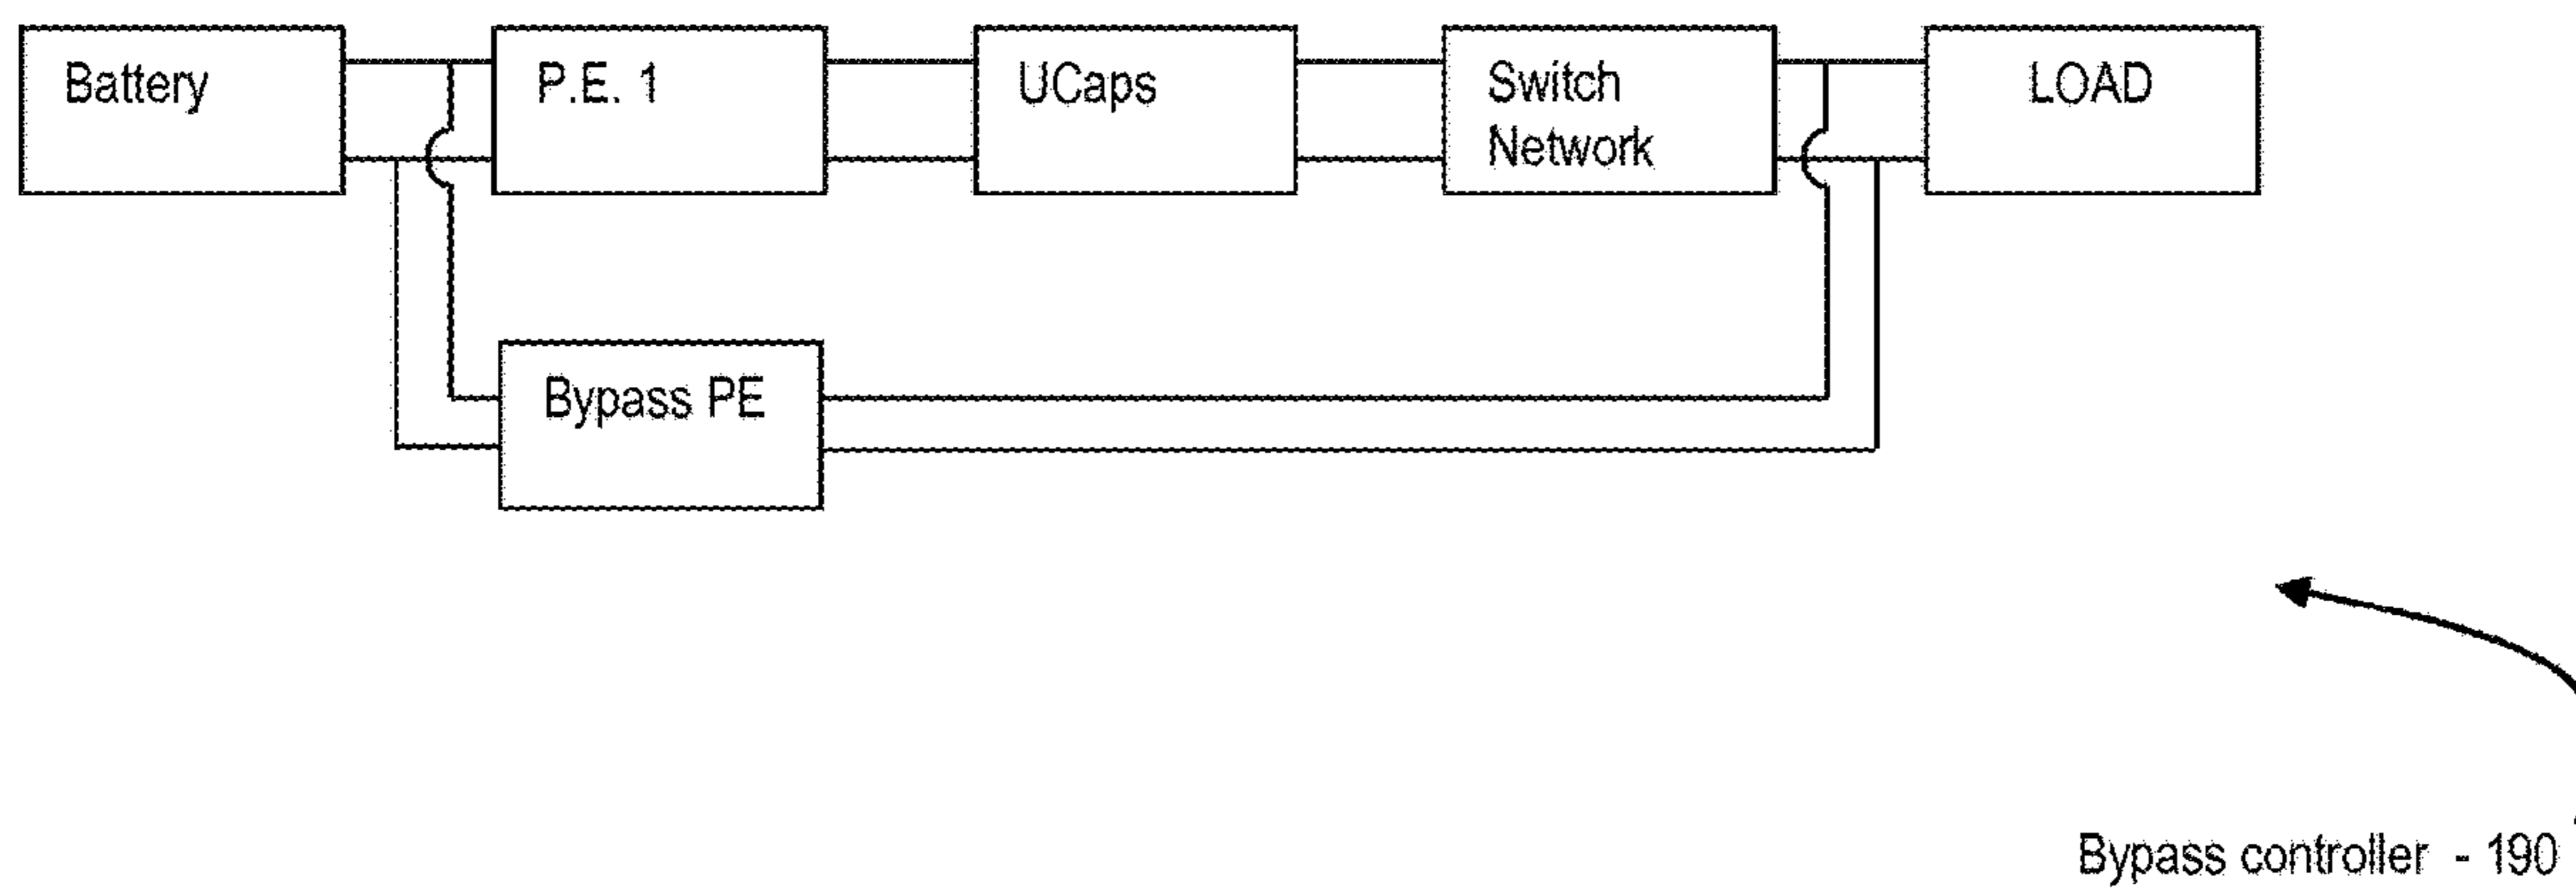 Battery
P.E. 1
UCaps
Switch
Network
LOAD
Bypass PE
Bypass controller - 190